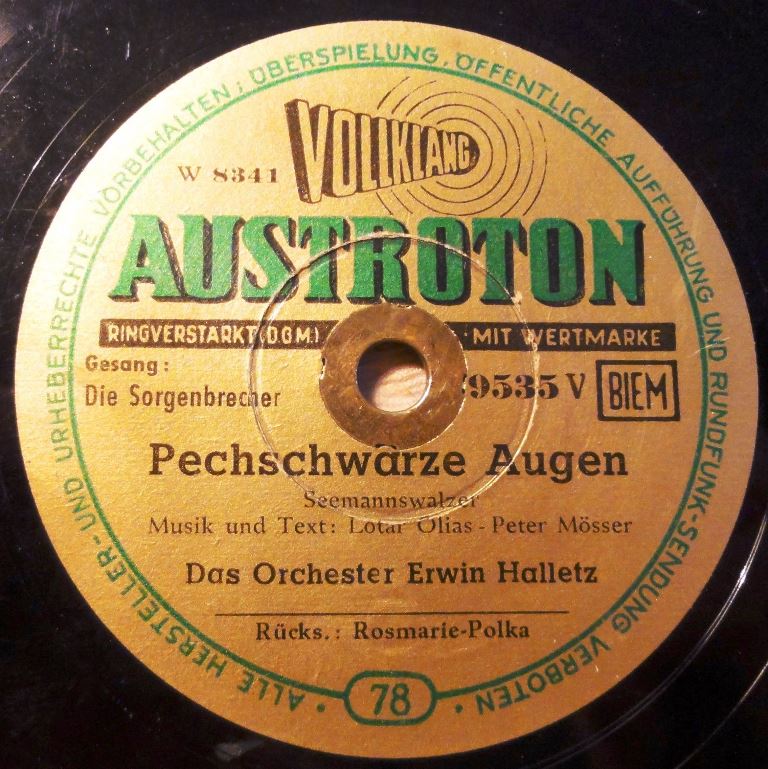 ALLE HERSTELLER- UND URHEBERRECHTE VORBEHALTEN; ÜBERSPIELUNG, ÖFFENTLICHE AUFFÜHRUNG UND RUNDFUNK-SENDUNG VERBOTEN
VOLLKLANG
W 8341
AUSTROTON
RINGVERSTÄRKT (D.G.M.) MIT WERTMARKE
Gesang:
Die Sorgenbrecher
9535 V
BIEM
Pechschwarze Augen
Seemannswalzer
Musik und Text: Lotar Olias - Peter Mösser
Das Orchester Erwin Halletz
Rücks.: Rosmarie-Polka
78